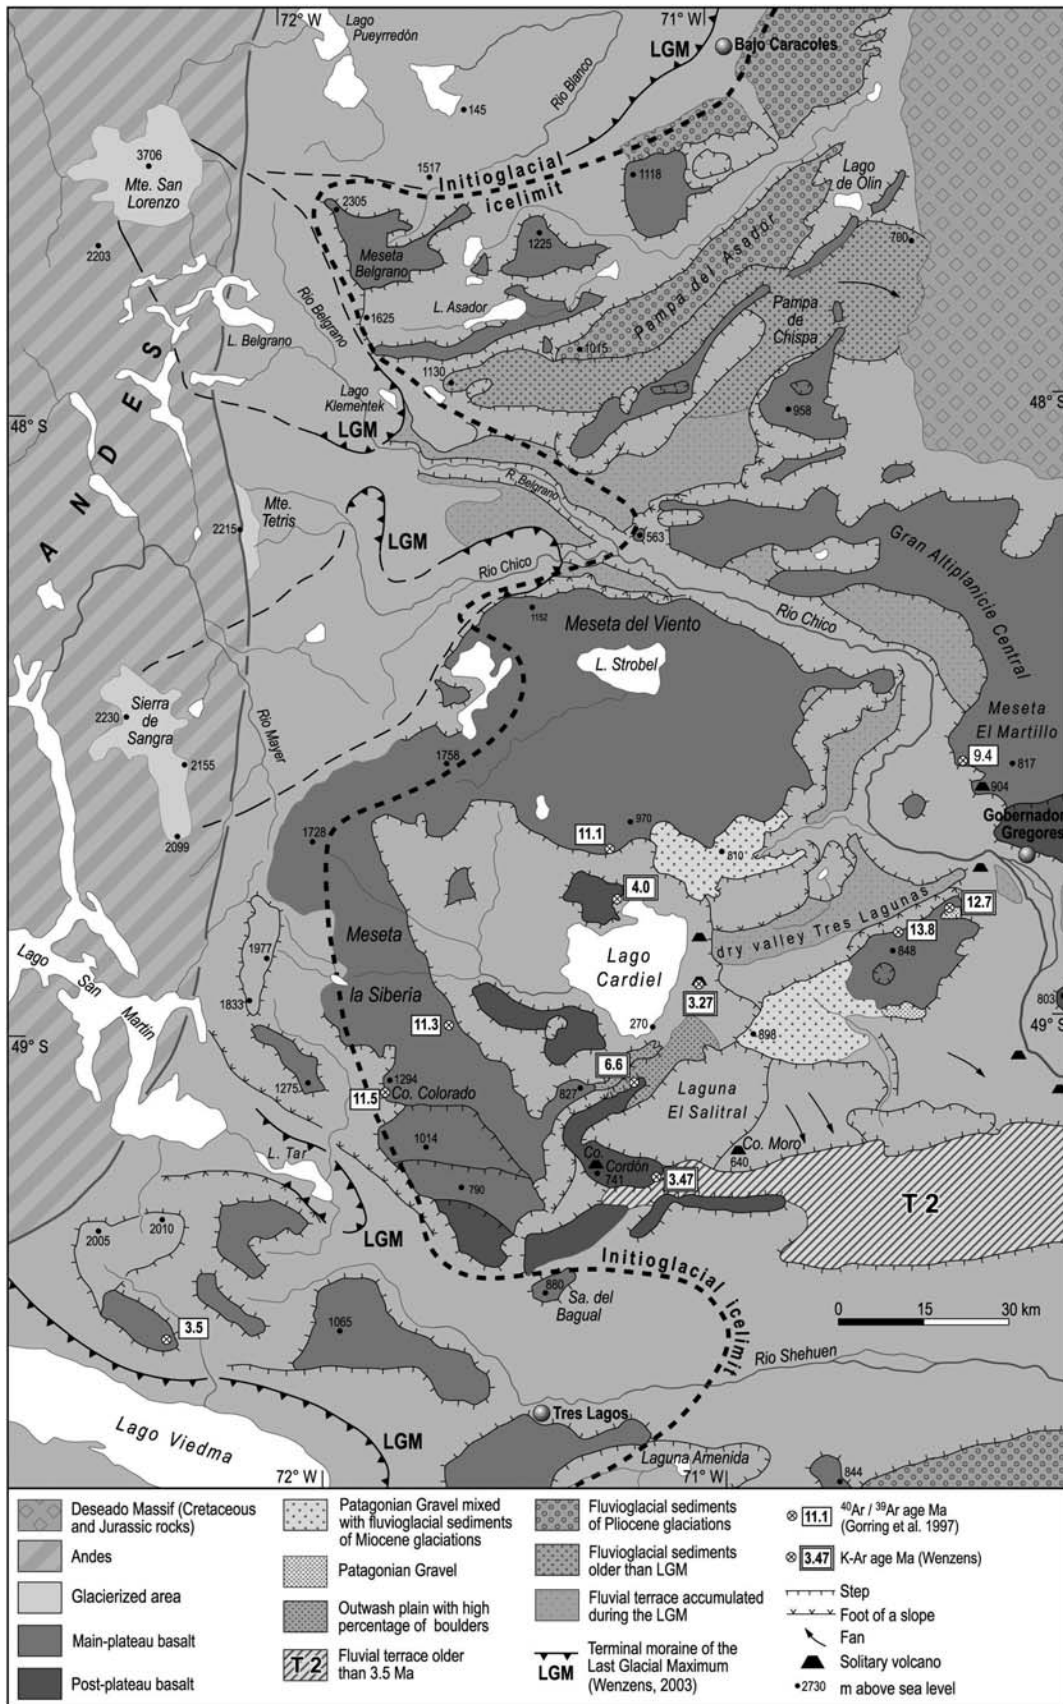 72° W
71° W
Lago
Pueyrredón
LGM
Bajo Caracoles
145
Rio Blanco
3706
Mte. San
Lorenzo
1517
Initioglacial
icelimit
1118
Lago
de Olin
2305
1225
760
2203
Meseta
Belgrano
Pampa del Asador
Rio Belgrano
L. Asador
1625
Pampa
de
Chispa
L. Belgrano
1015
1130
Lago
Klementek
958
48° S
48° S
LGM
ANDES
R. Belgrano
Mte.
Tetris
2215
LGM
563
Gran Altiplanicie Central
Rio Chico
Rio Chico
1152
Meseta del Viento
L. Strobel
Sierra
de
Sangra
2230
Rio Mayer
Meseta
El Martillo
2155
1758
9.4
817
904
2099
1728
970
Gobernador
Gregores
11.1
810
4.0
12.7
Meseta
dry valley Tres Lagunas
13.8
1977
848
Lago
Cardiel
Lago San Martin
la Siberia
3.27
1833
803
11.3
270
898
49° S
49° S
6.6
1294
1275
11.5
Co. Colorado
827
Laguna
El Salitral
1014
Co. Moro
640
L. Tar
Co.
Cordón
741
790
3.47
T 2
LGM
2010
2005
Initioglacial icelimit
880
Sa. del
Bagual
0 15 30 km
3.5
1065
Rio Shehuen
Tres Lagos
Lago Viedma
LGM
Laguna Amenida
844
72° W
71° W
Deseado Massif (Cretaceous
and Jurassic rocks)
Andes
Glacierized area
Main-plateau basalt
Post-plateau basalt
Patagonian Gravel mixed
with fluvioglacial sediments
of Miocene glaciations
Patagonian Gravel
Outwash plain with high
percentage of boulders
T 2 Fluvial terrace older
than 3.5 Ma
Fluvioglacial sediments
of Pliocene glaciations
Fluvioglacial sediments
older than LGM
Fluvial terrace accumulated
during the LGM
LGM Terminal moraine of the
Last Glacial Maximum
(Wenzens, 2003)
11.1 ⁴⁰Ar / ³⁹Ar age Ma
(Gorring et al. 1997)
3.47 K-Ar age Ma (Wenzens)
Step
Foot of a slope
Fan
Solitary volcano
2730 m above sea level